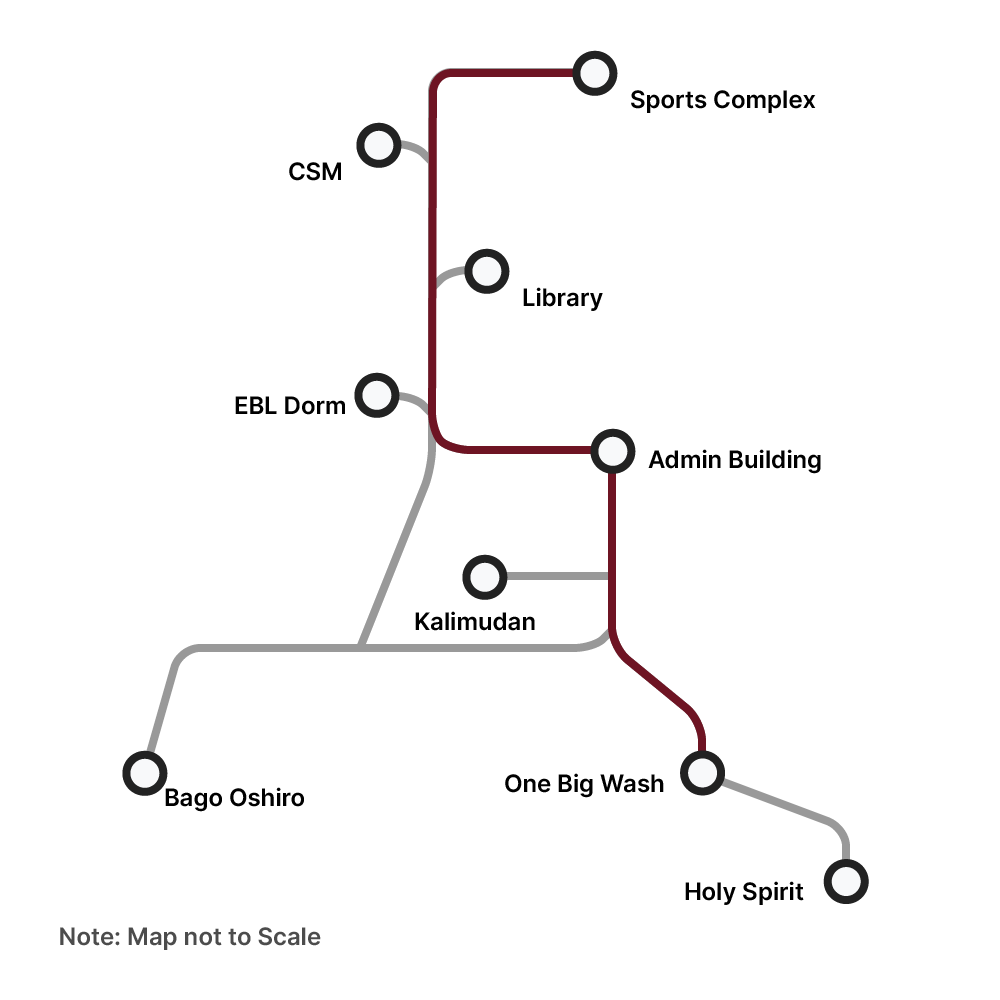 Sports Complex
CSM
Library
EBL Dorm
Admin Building
Kalimudan
One Big Wash
Bago Oshiro
Holy Spirit
Note: Map not to Scale